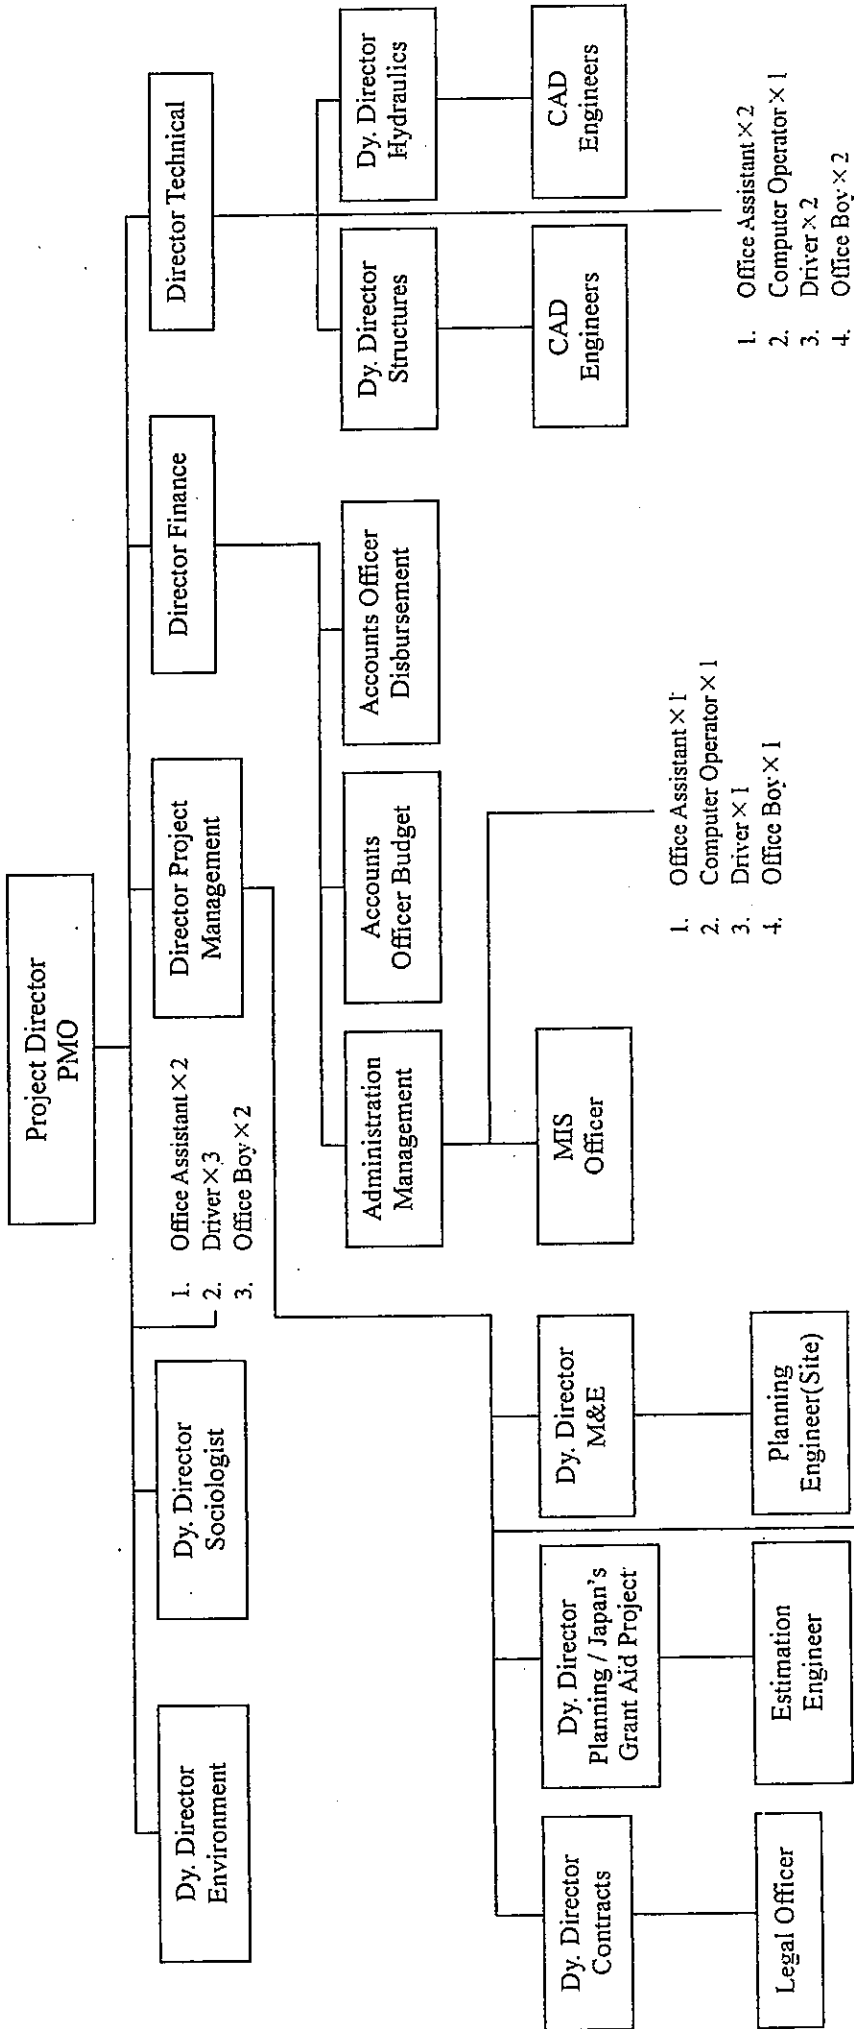 Project Director
PMO
1. Office Assistant×2
2. Driver×3
3. Office Boy×2
Dy. Director
Environment
Dy. Director
Sociologist
Director Project
Management
Director Finance
Director Technical
Administration
Management
Accounts
Officer Budget
Accounts Officer
Disbursement
Dy. Director
Structures
Dy. Director
Hydraulics
MIS
Officer
CAD
Engineers
CAD
Engineers
Dy. Director
Contracts
Dy. Director
Planning / Japan's
Grant Aid Project
Dy. Director
M&E
1. Office Assistant×1
2. Computer Operator×1
3. Driver×1
4. Office Boy×1
Legal Officer
Estimation
Engineer
Planning
Engineer(Site)
1. Office Assistant×2
2. Computer Operator×1
3. Driver×2
4. Office Boy×2